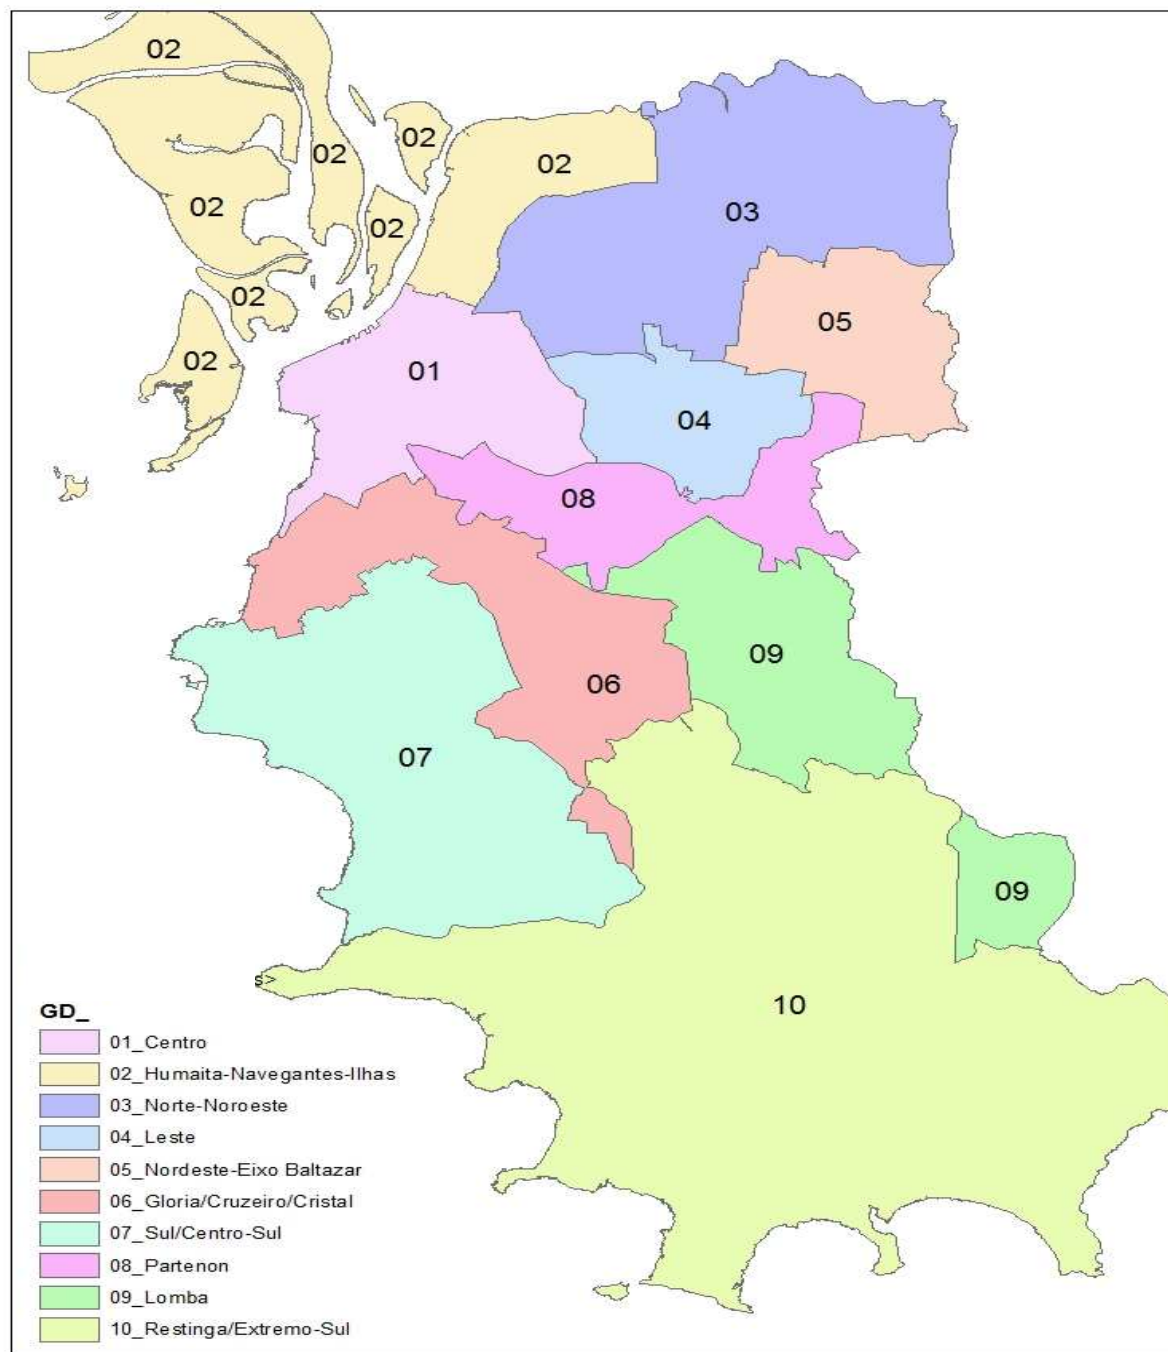 02
02
02
02
02
02
03
02
02
05
01
04
08
09
06
07
09
s>
10
GD_
01_Centro
02_Humaita-Navegantes-Ilhas
03_Norte-Noroeste
04_Leste
05_Nordeste-Eixo Baltazar
06_Gloria/Cruzeiro/Cristal
07_Sul/Centro-Sul
08_Partenon
09_Lomba
10_Restinga/Extremo-Sul